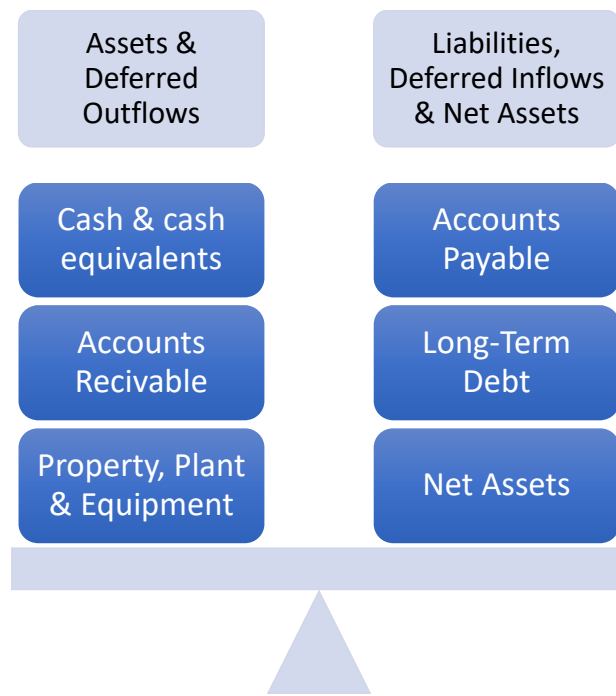 Assets &
Deferred
Outflows
Liabilities,
Deferred Inflows
& Net Assets
Cash & cash
equivalents
Accounts
Payable
Accounts
Recivable
Long-Term
Debt
Property, Plant
& Equipment
Net Assets